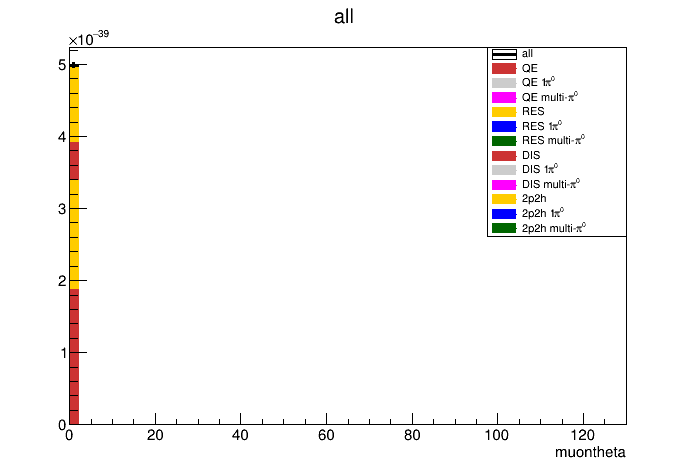 all
×10⁻³⁹
all
QE
QE 1π⁰
QE multi-π⁰
RES
RES 1π⁰
RES multi-π⁰
DIS
DIS 1π⁰
DIS multi-π⁰
2p2h
2p2h 1π⁰
2p2h multi-π⁰
5
4
3
2
1
0
0 20 40 60 80 100 120
muontheta